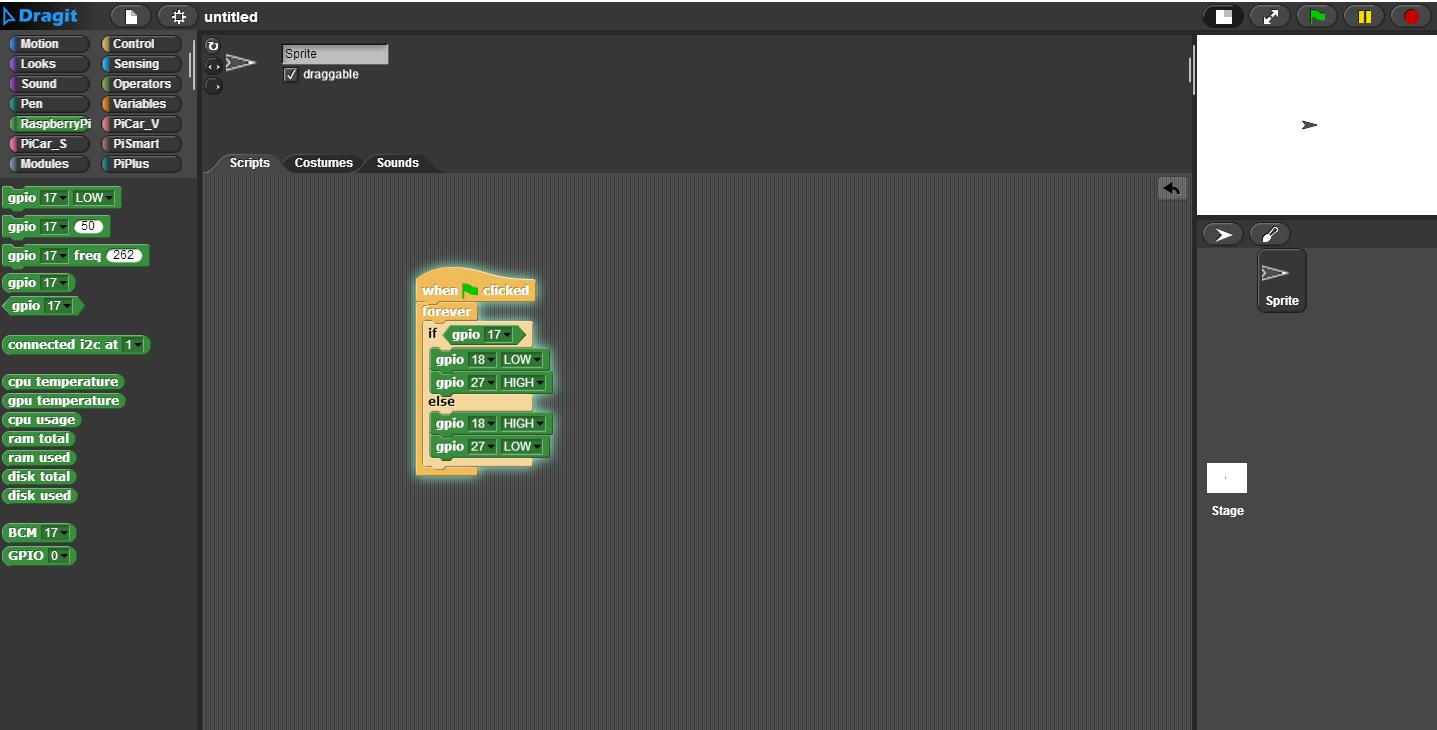 Dragit untitled
Motion Control
Looks Sensing
Sound Operators
Pen Variables
RaspberryPi PiCar_V
PiCar_S PiSmart
Modules PiPlus
gpio 17 LOW
gpio 17 50
gpio 17 freq 262
gpio 17
gpio 17
connected i2c at 1
cpu temperature
gpu temperature
cpu usage
ram total
ram used
disk total
disk used
BCM 17
GPIO 0
Sprite
draggable
Scripts Costumes Sounds
when clicked
forever
if gpio 17
gpio 18 LOW
gpio 27 HIGH
else
gpio 18 HIGH
gpio 27 LOW
Sprite
Stage